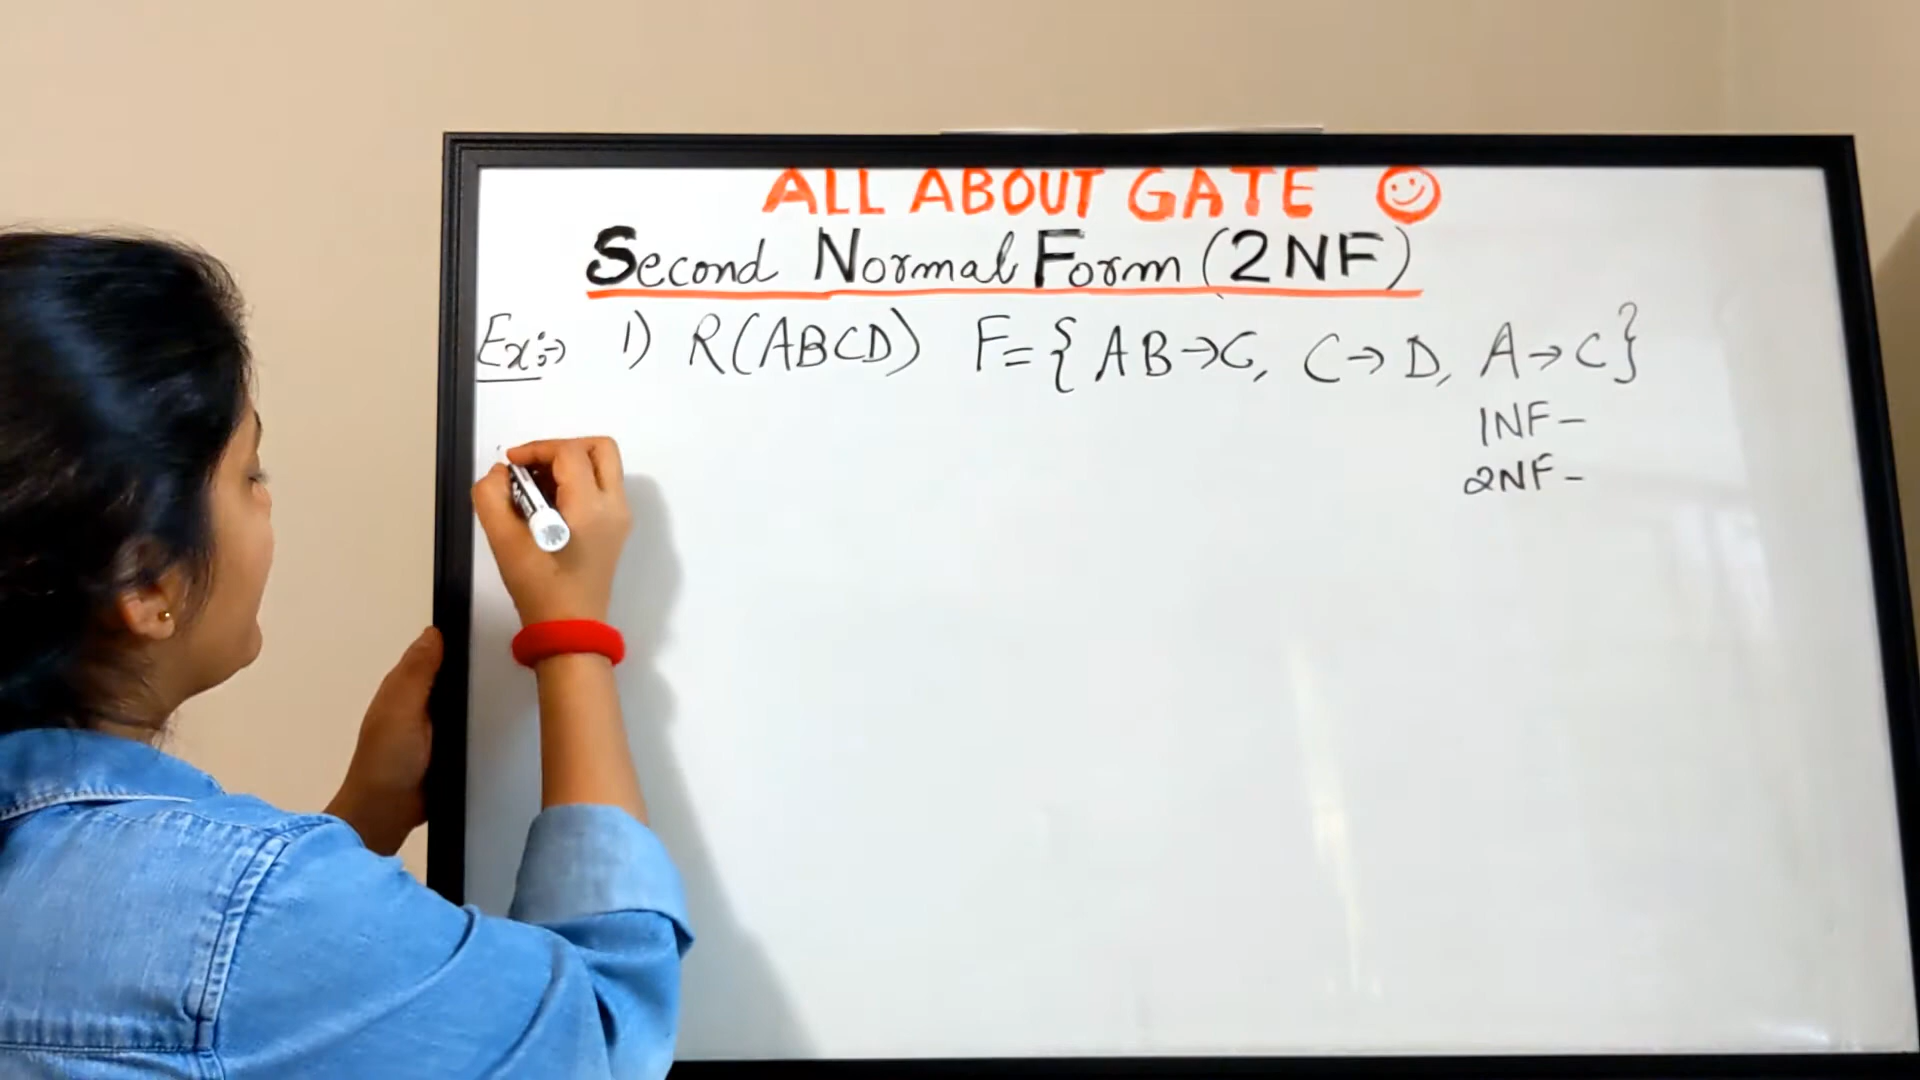 ALL ABOUT GATE
Second Normal Form (2NF)
Ex:-> 1) R(ABCD) F={AB→C, C→D, A→C}
1NF-
2NF-